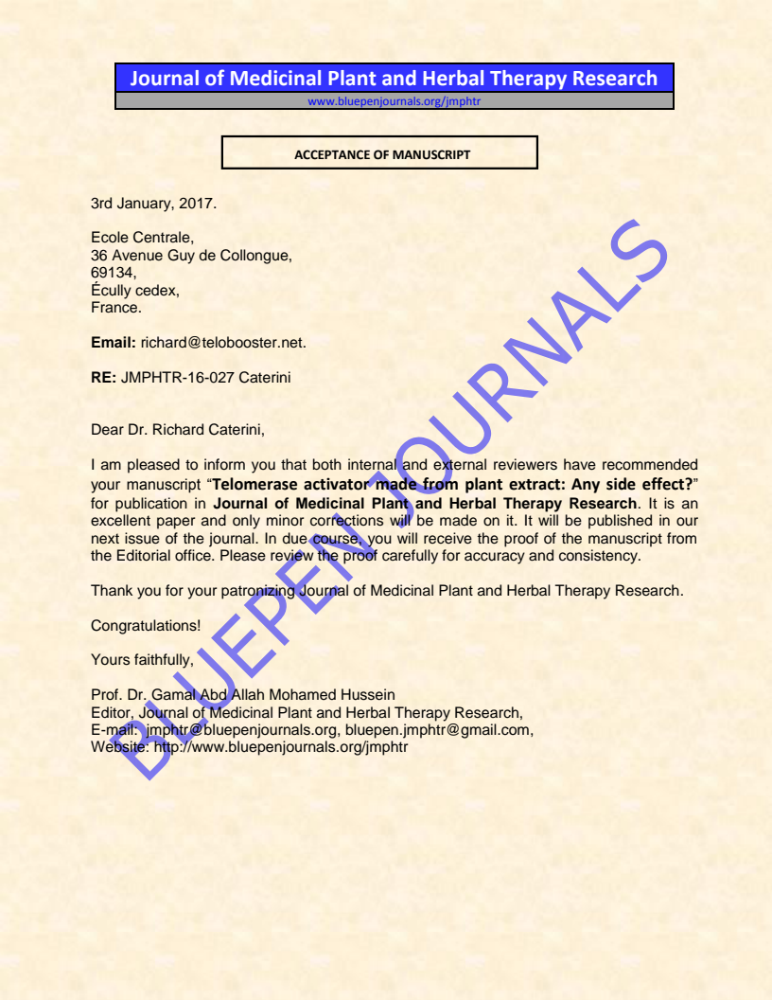 Journal of Medicinal Plant and Herbal Therapy Research
www.bluepenjournals.org/jmphtr
ACCEPTANCE OF MANUSCRIPT
3rd January, 2017.
Ecole Centrale,
36 Avenue Guy de Collongue,
69134,
Écully cedex,
France.
Email: richard@telobooster.net.
RE: JMPHTR-16-027 Caterini
Dear Dr. Richard Caterini,
I am pleased to inform you that both internal and external reviewers have recommended
your manuscript “Telomerase activator made from plant extract: Any side effect?”
for publication in Journal of Medicinal Plant and Herbal Therapy Research. It is an
excellent paper and only minor corrections will be made on it. It will be published in our
next issue of the journal. In due course, you will receive the proof of the manuscript from
the Editorial office. Please review the proof carefully for accuracy and consistency.
Thank you for your patronizing Journal of Medicinal Plant and Herbal Therapy Research.
Congratulations!
Yours faithfully,
Prof. Dr. Gamal Abd Allah Mohamed Hussein
Editor, Journal of Medicinal Plant and Herbal Therapy Research,
E-mail: jmphtr@bluepenjournals.org, bluepen.jmphtr@gmail.com,
Website: http://www.bluepenjournals.org/jmphtr
BLUEPEN JOURNALS